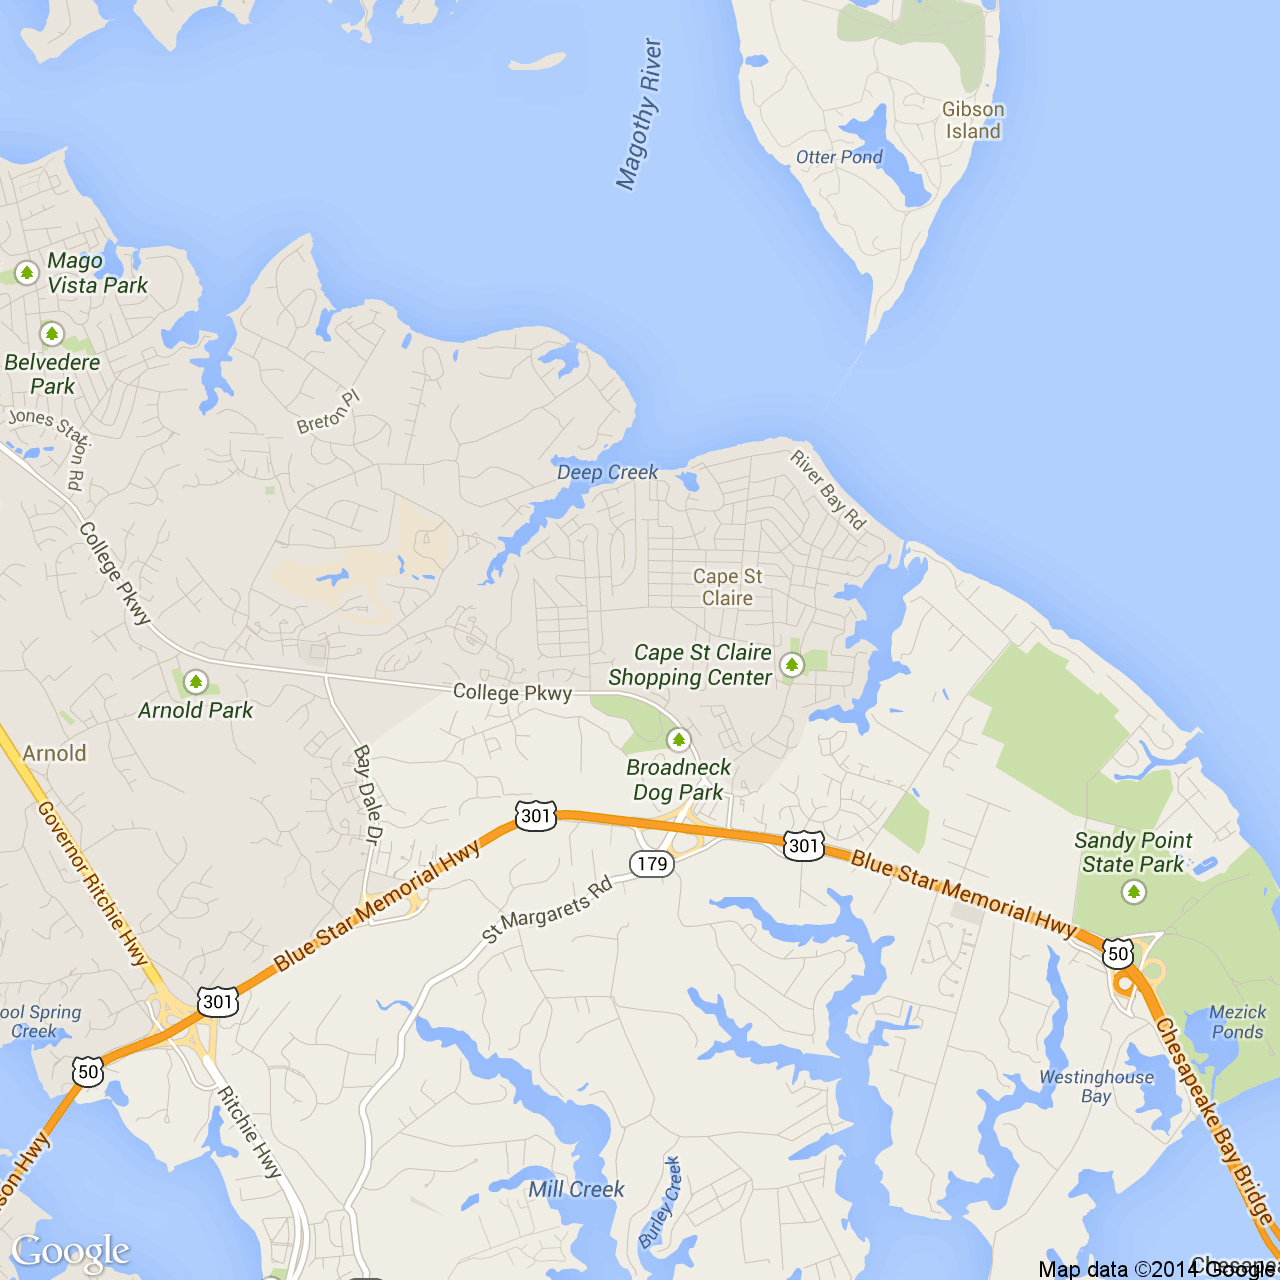 Magothy River
Gibson
Island
Otter Pond
Mago
Vista Park
Belvedere
Park
Jones Station Rd
Breton Pl
Deep Creek
River Bay Rd
College Pkwy
Cape St
Claire
Cape St Claire
Shopping Center
Arnold Park
College Pkwy
Arnold
Bay Dale Dr
Broadneck
Dog Park
301
301
179
Governor Ritchie Hwy
Blue Star Memorial Hwy
Blue Star Memorial Hwy
Sandy Point
State Park
St Margarets Rd
50
301
ool Spring
Creek
50
Mezick
Ponds
Westinghouse
Bay
Chesapeake Bay Bridge
Ritchie Hwy
son Hwy
Mill Creek
Burley Creek
Google
Map data ©2014 Google